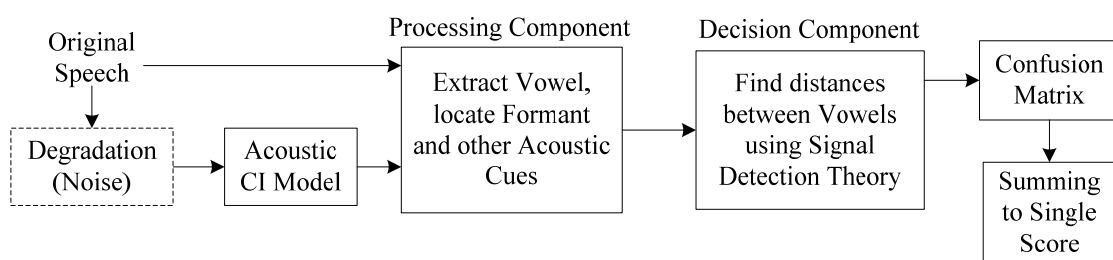 Original
Speech
Degradation
(Noise)
Acoustic
CI Model
Processing Component
Extract Vowel,
locate Formant
and other Acoustic
Cues
Decision Component
Find distances
between Vowels
using Signal
Detection Theory
Confusion
Matrix
Summing
to Single
Score